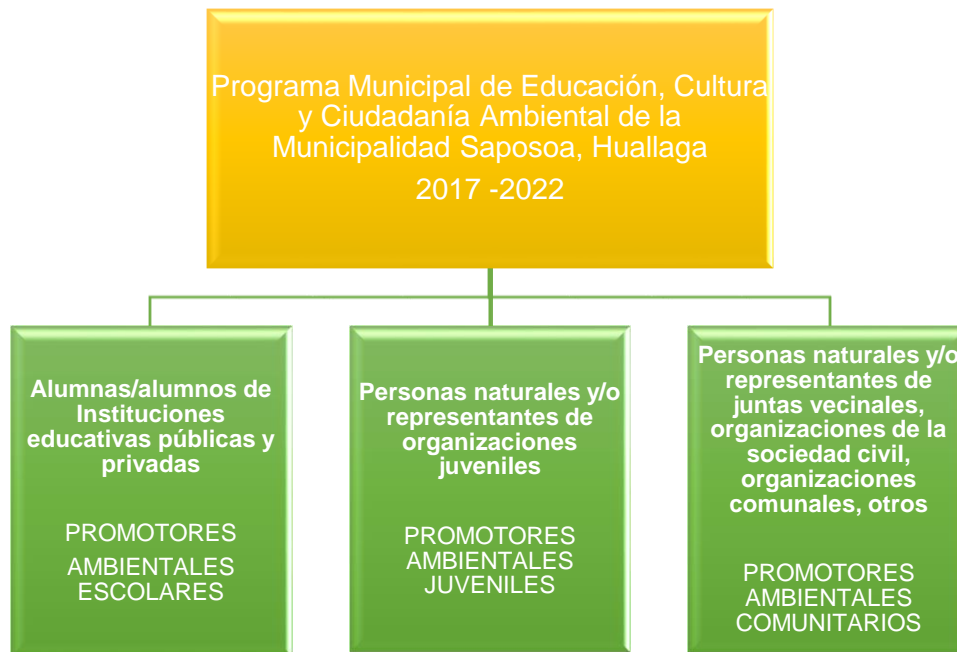 Programa Municipal de Educación, Cultura
y Ciudadanía Ambiental de la
Municipalidad Saposoa, Huallaga
2017 -2022
Alumnas/alumnos de
Instituciones
educativas públicas y
privadas
PROMOTORES
AMBIENTALES
ESCOLARES
Personas naturales y/o
representantes de
organizaciones
juveniles
PROMOTORES
AMBIENTALES
JUVENILES
Personas naturales y/o
representantes de
juntas vecinales,
organizaciones de la
sociedad civil,
organizaciones
comunales, otros
PROMOTORES
AMBIENTALES
COMUNITARIOS